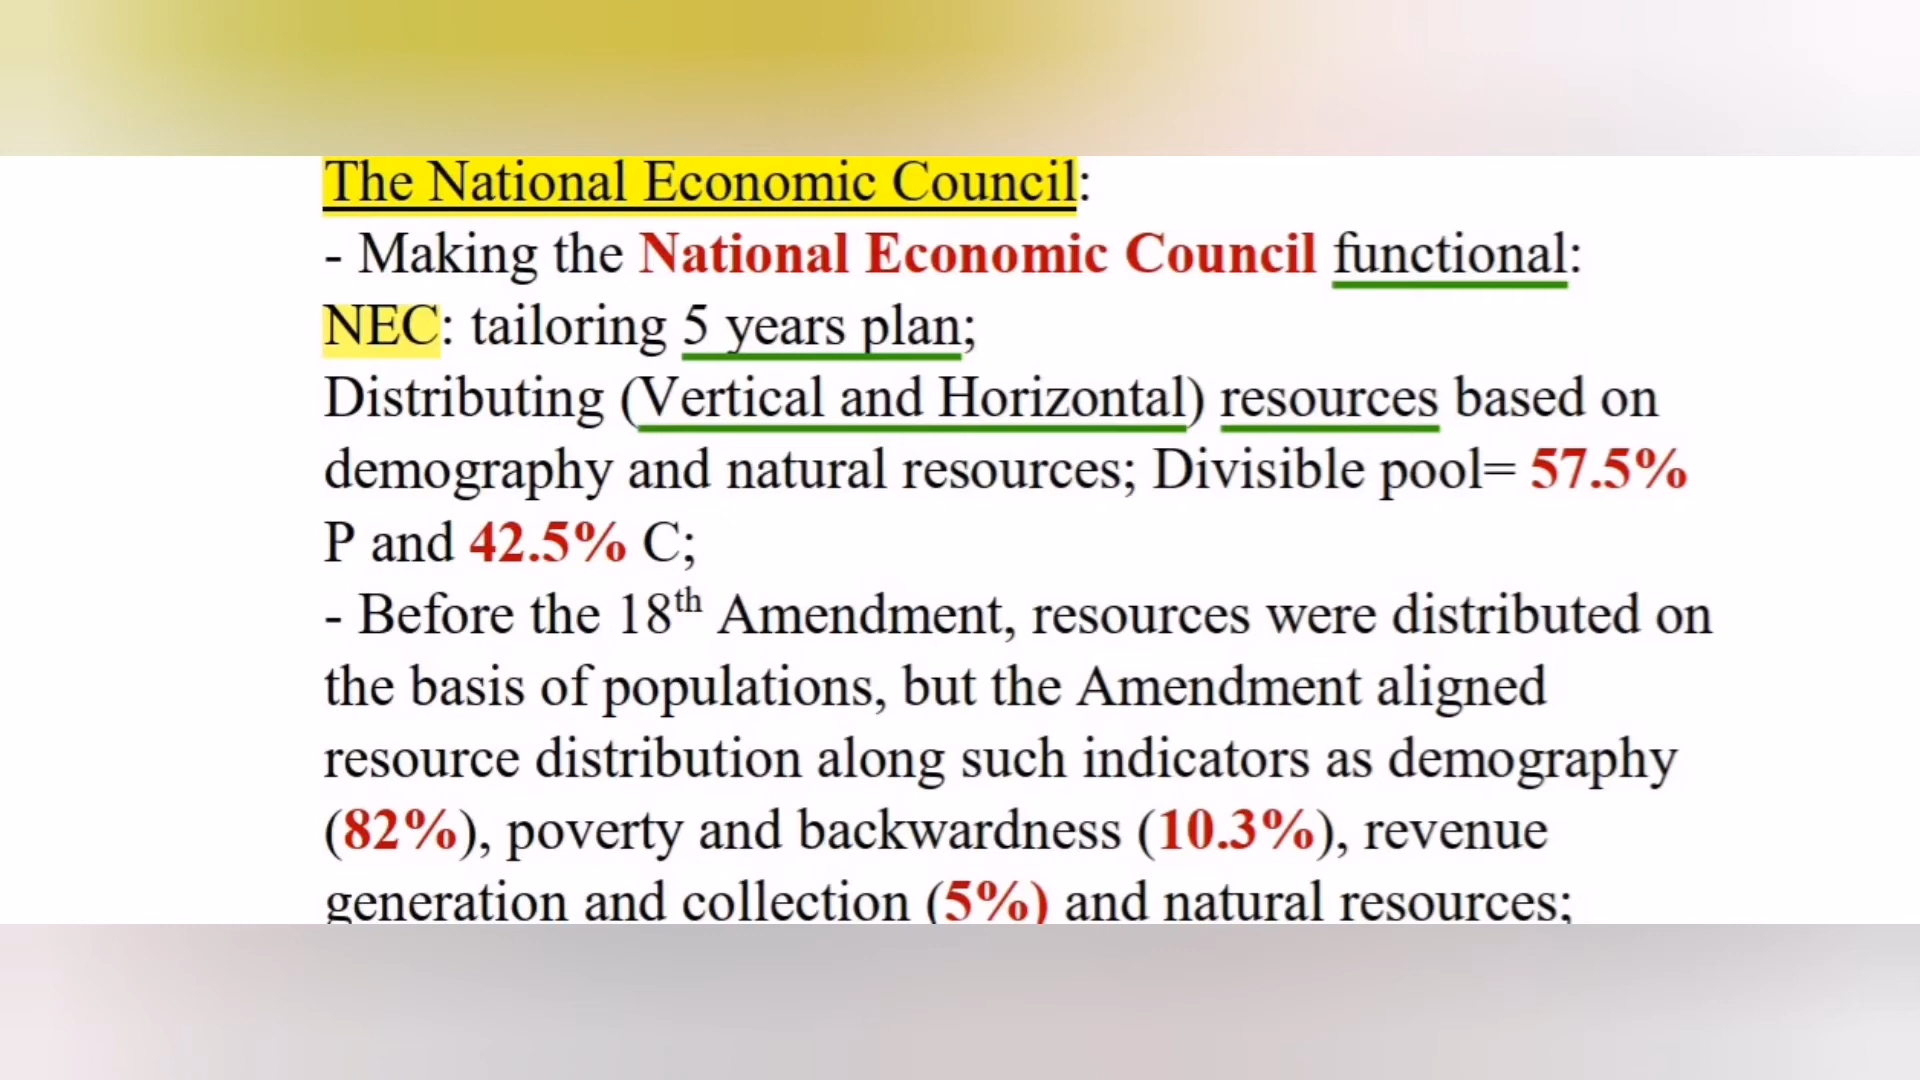 The National Economic Council:
- Making the National Economic Council functional:
NEC: tailoring 5 years plan;
Distributing (Vertical and Horizontal) resources based on
demography and natural resources; Divisible pool= 57.5%
P and 42.5% C;
- Before the 18th Amendment, resources were distributed on
the basis of populations, but the Amendment aligned
resource distribution along such indicators as demography
(82%), poverty and backwardness (10.3%), revenue
generation and collection (5%) and natural resources;